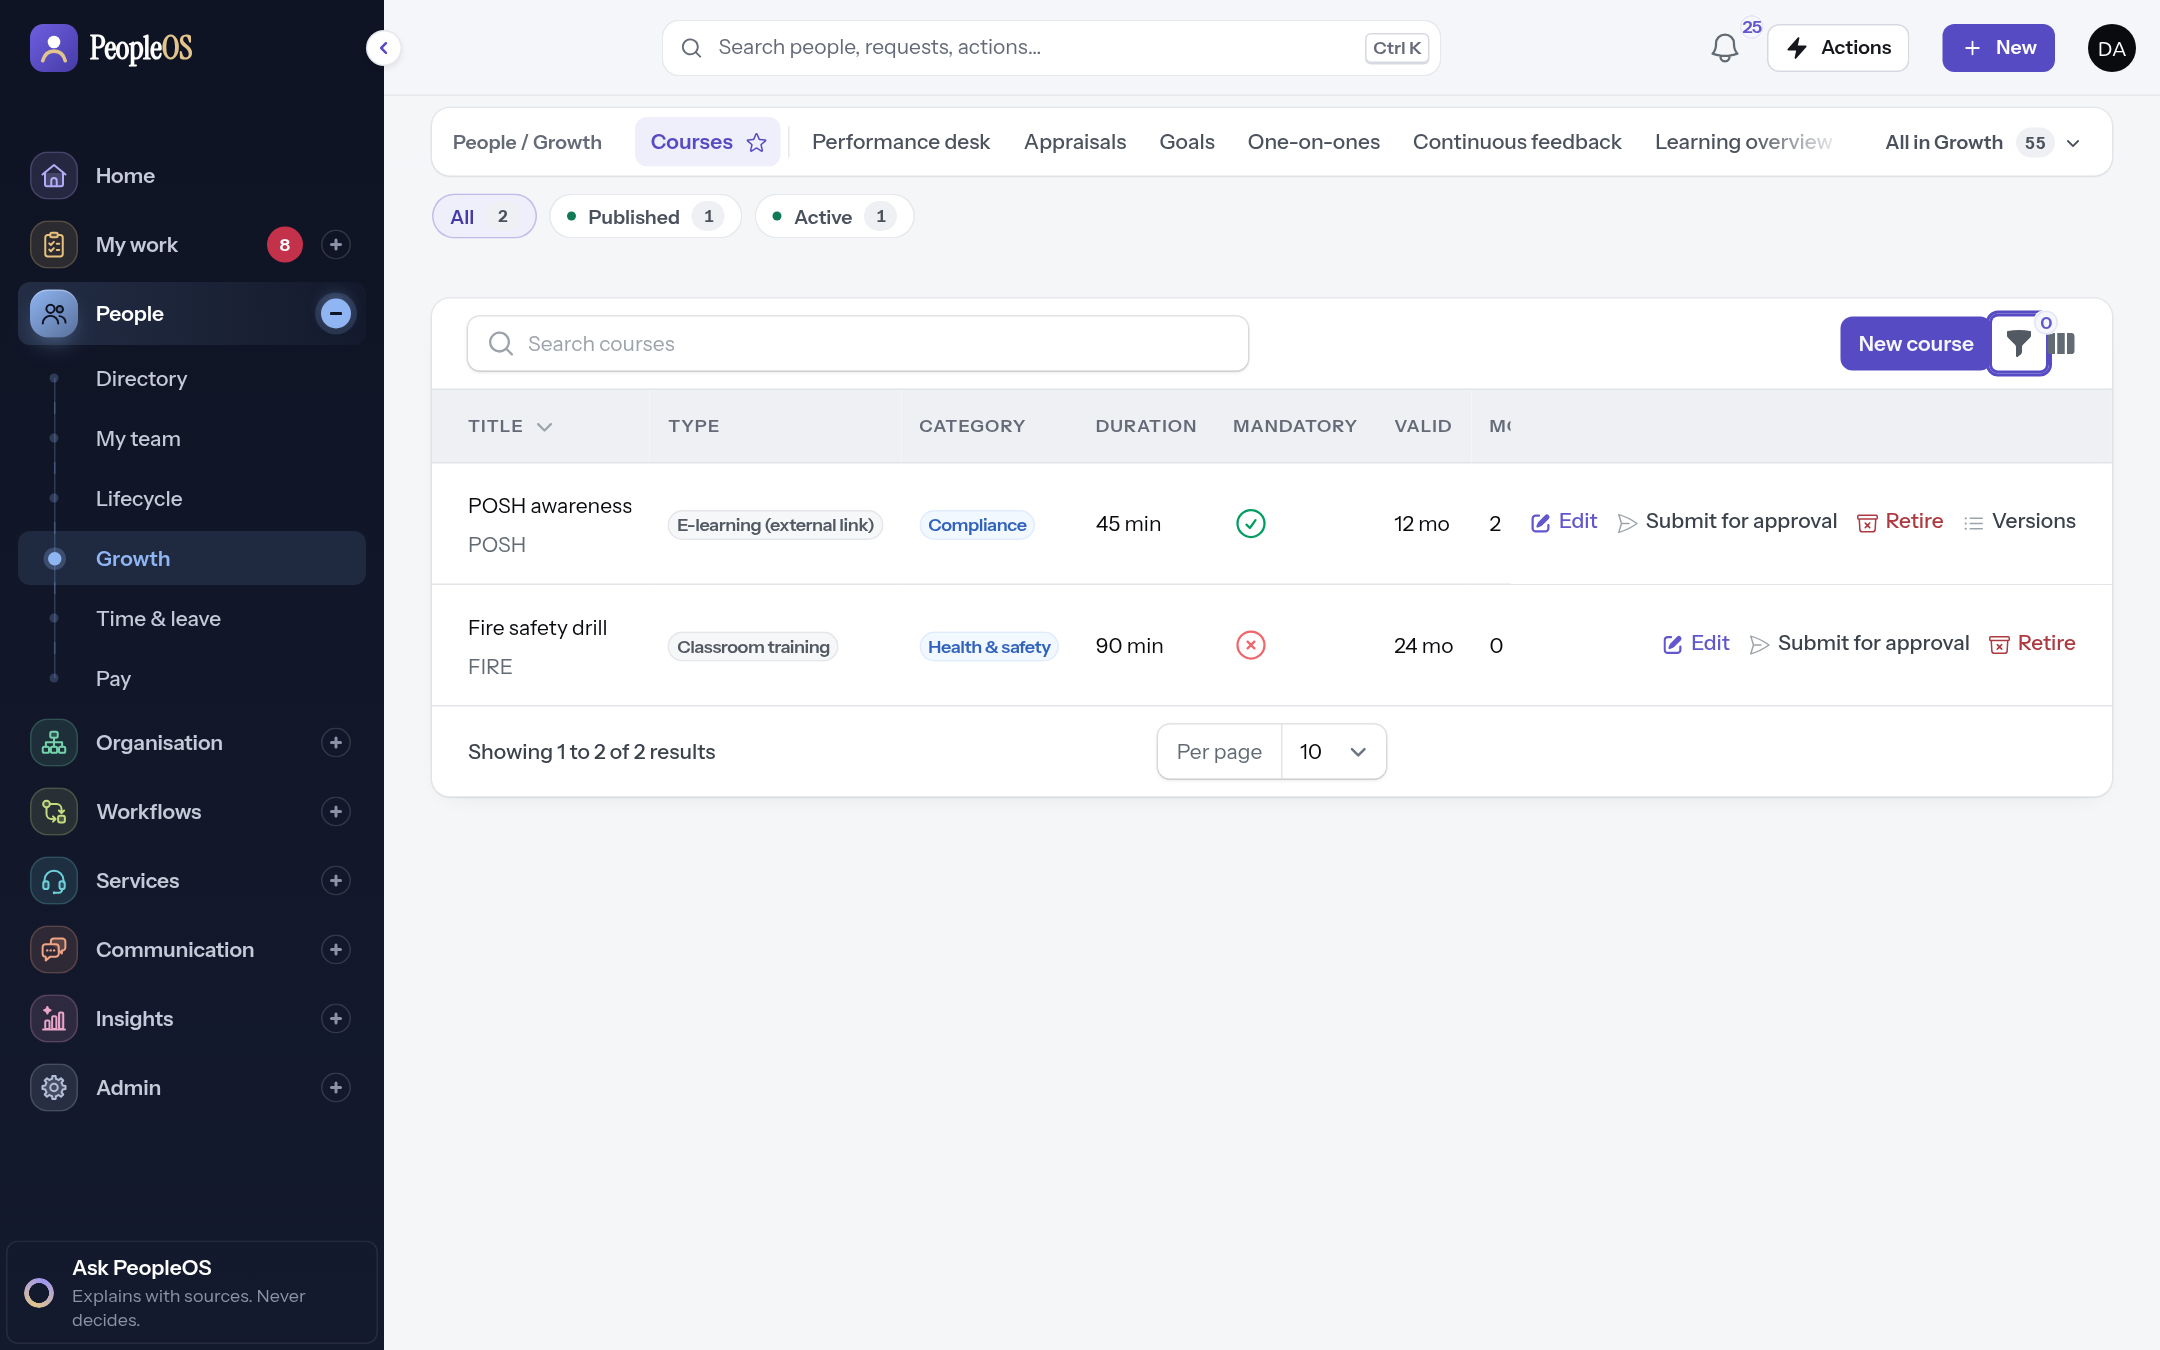 PeopleOS
Search people, requests, actions...
Ctrl K
25
Actions
New
DA
Home
My work
8
People
Directory
My team
Lifecycle
Growth
Time & leave
Pay
Organisation
Workflows
Services
Communication
Insights
Admin
Ask PeopleOS
Explains with sources. Never
decides.
People / Growth
Courses
Performance desk
Appraisals
Goals
One-on-ones
Continuous feedback
Learning overview
All in Growth 55
All 2
Published 1
Active 1
Search courses
New course
0
TITLE TYPE CATEGORY DURATION MANDATORY VALID
POSH awareness
POSH
E-learning (external link) Compliance 45 min 12 mo 2 Edit Submit for approval Retire Versions
Fire safety drill
FIRE
Classroom training Health & safety 90 min 24 mo 0 Edit Submit for approval Retire
Showing 1 to 2 of 2 results
Per page 10